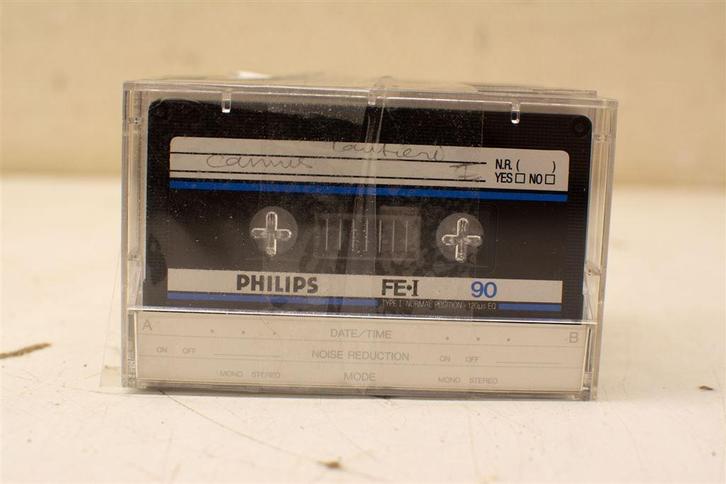 Camus
N.R. ( )
YES □ NO □
PHILIPS FE·I 90
TYPE I NORMAL POSITION · 120µs EQ
A DATE/TIME B
ON OFF NOISE REDUCTION ON OFF
MONO STEREO MODE MONO STEREO